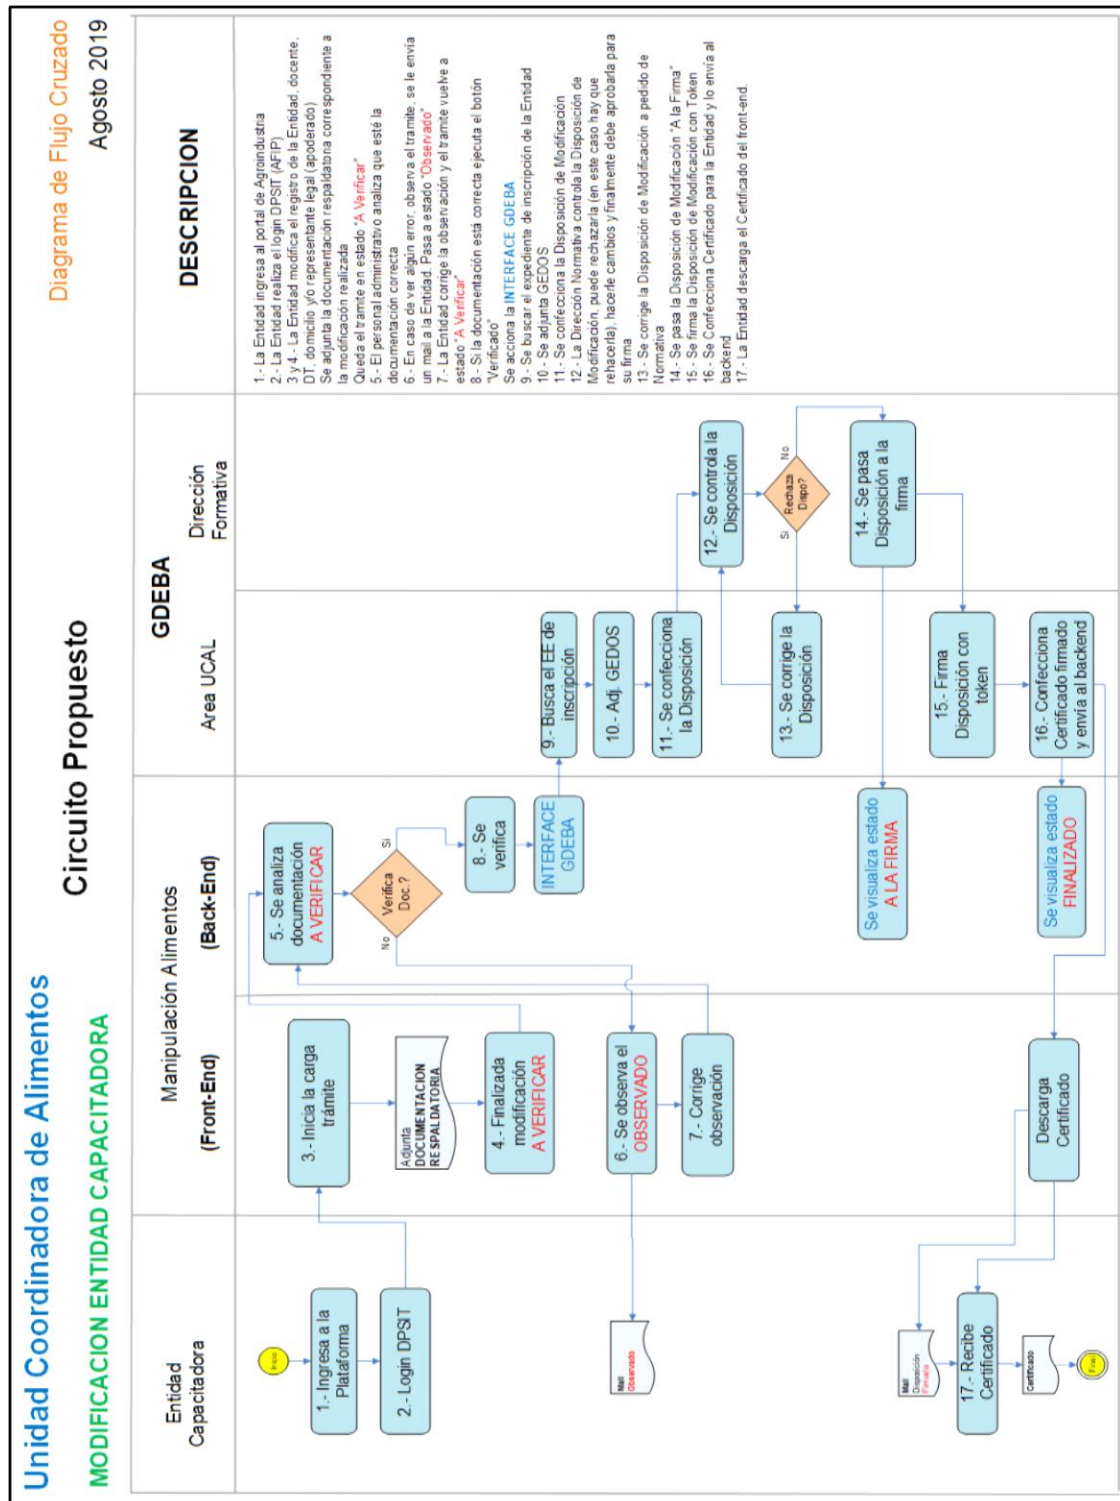 Unidad Coordinadora de Alimentos
Circuito Propuesto
Diagrama de Flujo Cruzado
MODIFICACION ENTIDAD CAPACITADORA
Agosto 2019
Entidad
Capacitadora
Manipulación Alimentos
(Front-End)
(Back-End)
GDEBA
Area UCAL
Dirección
Formativa
DESCRIPCION
Inicio
1.- Ingresa a la
Plataforma
2.- Login DPSIT
3.- Inicia la carga
trámite
Adjunta
DOCUMENTACION
RESPALDATORIA
4.- Finalizada
modificación
A VERIFICAR
5.- Se analiza
documentación
A VERIFICAR
Verifica
Doc.?
No
Si
8.- Se
verifica
INTERFACE
GDEBA
6.- Se observa el
OBSERVADO
7.- Corrige
observación
Mail
Observado
9.- Busca el EE de
inscripción
10.- Adj. GEDOS
11.- Se confecciona
la Disposición
12.- Se controla la
Disposición
Rechaza
Dispo?
Si
No
13.- Se corrige la
Disposición
14.- Se pasa
Disposición a la
firma
Se visualiza estado
A LA FIRMA
15.- Firma
Disposición con
token
16.- Confecciona
Certificado firmado
y envía al backend
Se visualiza estado
FINALIZADO
Descarga
Certificado
Mail
Disposición
Firmada
17.- Recibe
Certificado
Certificado
Final
1.- La Entidad ingresa al portal de Agroindustria
2.- La Entidad realiza el login DPSIT (AFIP)
3 y 4.- La Entidad modifica el registro de la Entidad, docente,
DT, domicilio y/o representante legal (apoderado)
Se adjunta la documentación respaldatoria correspondiente a
la modificación realizada
Queda el tramite en estado "A Verificar"
5.- El personal administrativo analiza que esté la
documentación correcta
6.- En caso de ver algún error, observa el tramite, se le envia
un mail a la Entidad. Pasa a estado "Observado"
7.- La Entidad corrige la observación y el tramite vuelve a
estado "A Verificar"
8.- Si la documentación está correcta ejecuta el botón
"Verificado"
Se acciona la INTERFACE GDEBA
9.- Se buscar el expediente de inscripción de la Entidad
10.- Se adjunta GEDOS
11.- Se confecciona la Disposición de Modificación
12.- La Dirección Normativa controla la Disposición de
Modificación, puede rechazarla (en este caso hay que
rehacerla), hacerle cambios y finalmente debe aprobarla para
su firma
13.- Se corrige la Disposición de Modificación a pedido de
Normativa
14.- Se pasa la Disposición de Modificación "A la Firma"
15.- Se firma la Disposición de Modificación con Token
16.- Se Confecciona Certificado para la Entidad y lo envía al
backend
17.- La Entidad descarga el Certificado del front-end.